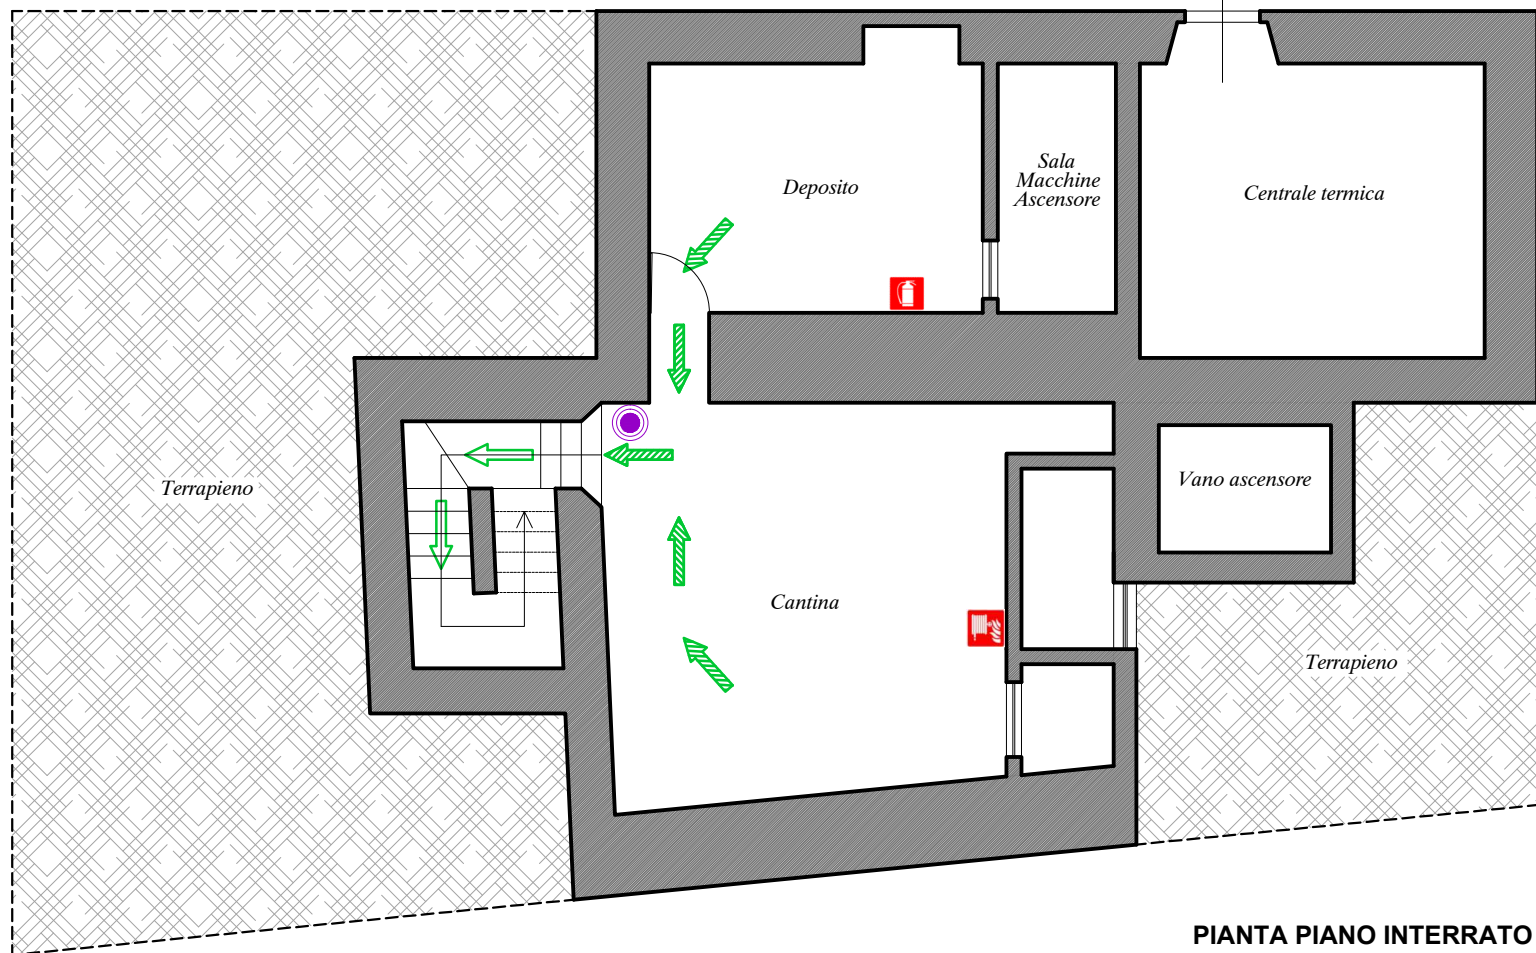 Deposito
Sala
Macchine
Ascensore
Centrale termica
Terrapieno
Vano ascensore
Cantina
Terrapieno
PIANTA PIANO INTERRATO